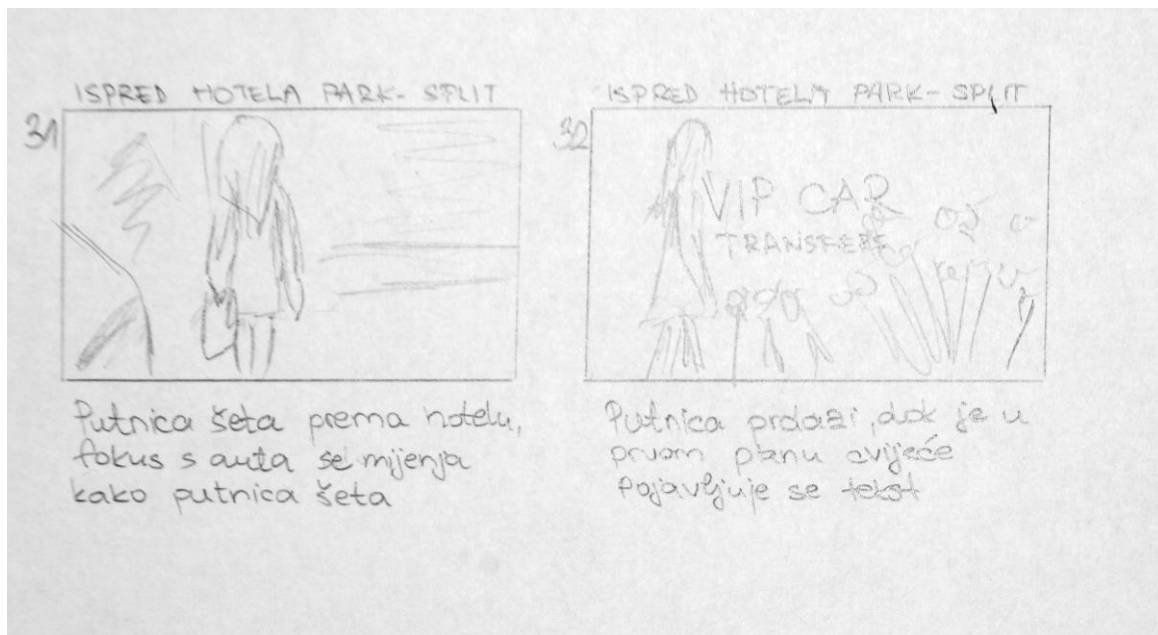 ISPRED HOTELA PARK - SPLIT
31
Putnica šeta prema hotelu,
fokus s auta se mijenja
kako putnica šeta
ISPRED HOTELA PARK - SPLIT
32
VIP CAR
TRANSFERE
Putnica prolazi, dok je u
prvom planu cvijeće
Pojavljuje se tekst